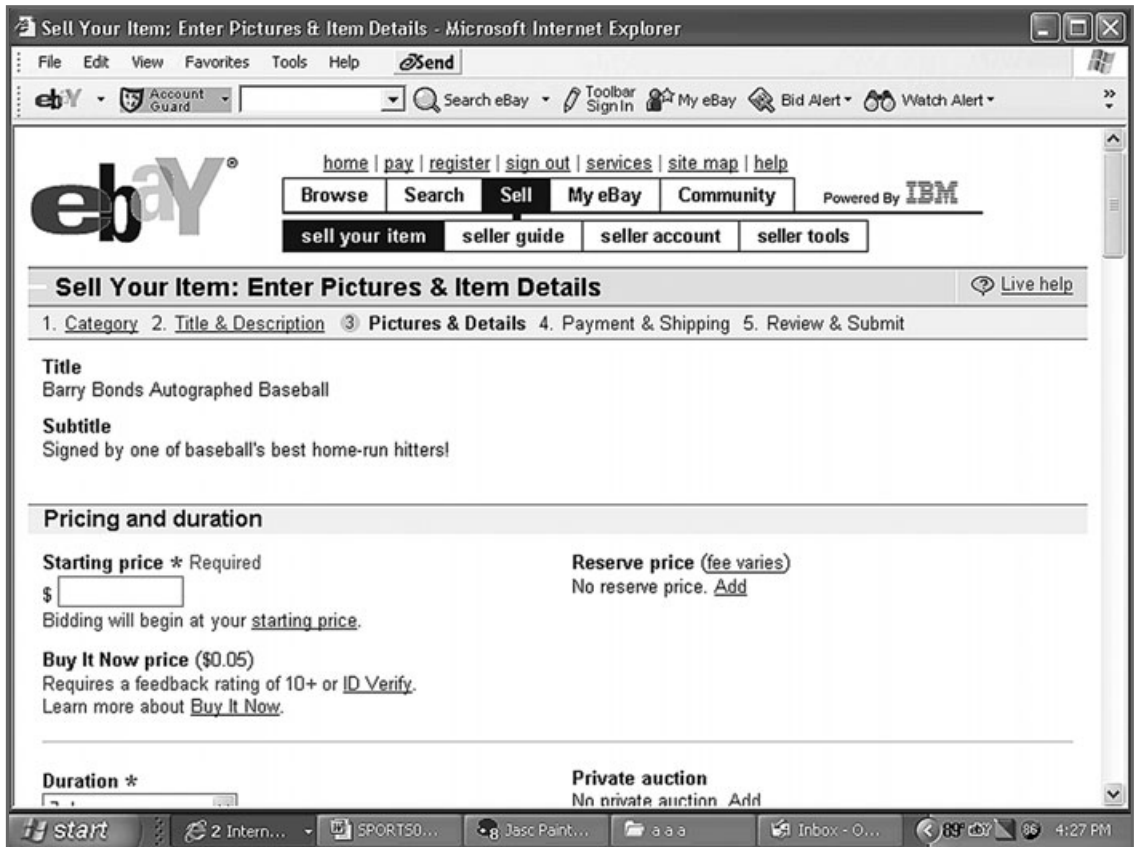 Sell Your Item: Enter Pictures & Item Details - Microsoft Internet Explorer
File Edit View Favorites Tools Help Send
ebY Account Guard Search eBay Toolbar Sign In My eBay Bid Alert Watch Alert »
home | pay | register | sign out | services | site map | help
ebaY®
Browse Search Sell My eBay Community Powered By IBM
sell your item seller guide seller account seller tools
Sell Your Item: Enter Pictures & Item Details Live help
1. Category 2. Title & Description 3 Pictures & Details 4. Payment & Shipping 5. Review & Submit
Title
Barry Bonds Autographed Baseball
Subtitle
Signed by one of baseball's best home-run hitters!
Pricing and duration
Starting price * Required Reserve price (fee varies)
$ No reserve price. Add
Bidding will begin at your starting price.
Buy It Now price ($0.05)
Requires a feedback rating of 10+ or ID Verify.
Learn more about Buy It Now.
Duration * Private auction
No private auction. Add
start 2 Intern... SPORTS0... Jasc Paint... a a a Inbox - O... 89° 86 4:27 PM